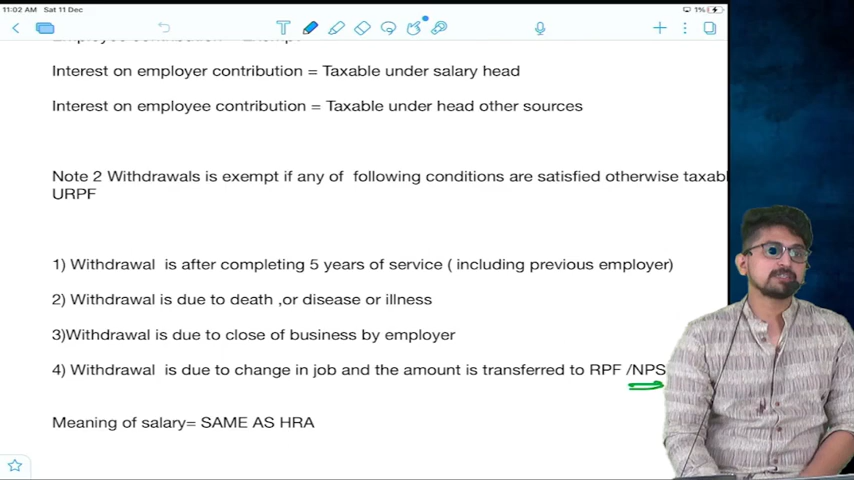 11:02 AM Sat 11 Dec
1%
T
Interest on employer contribution = Taxable under salary head
Interest on employee contribution = Taxable under head other sources
Note 2 Withdrawals is exempt if any of following conditions are satisfied otherwise taxabl
URPF
1) Withdrawal is after completing 5 years of service ( including previous employer)
2) Withdrawal is due to death ,or disease or illness
3)Withdrawal is due to close of business by employer
4) Withdrawal is due to change in job and the amount is transferred to RPF /NPS
Meaning of salary= SAME AS HRA